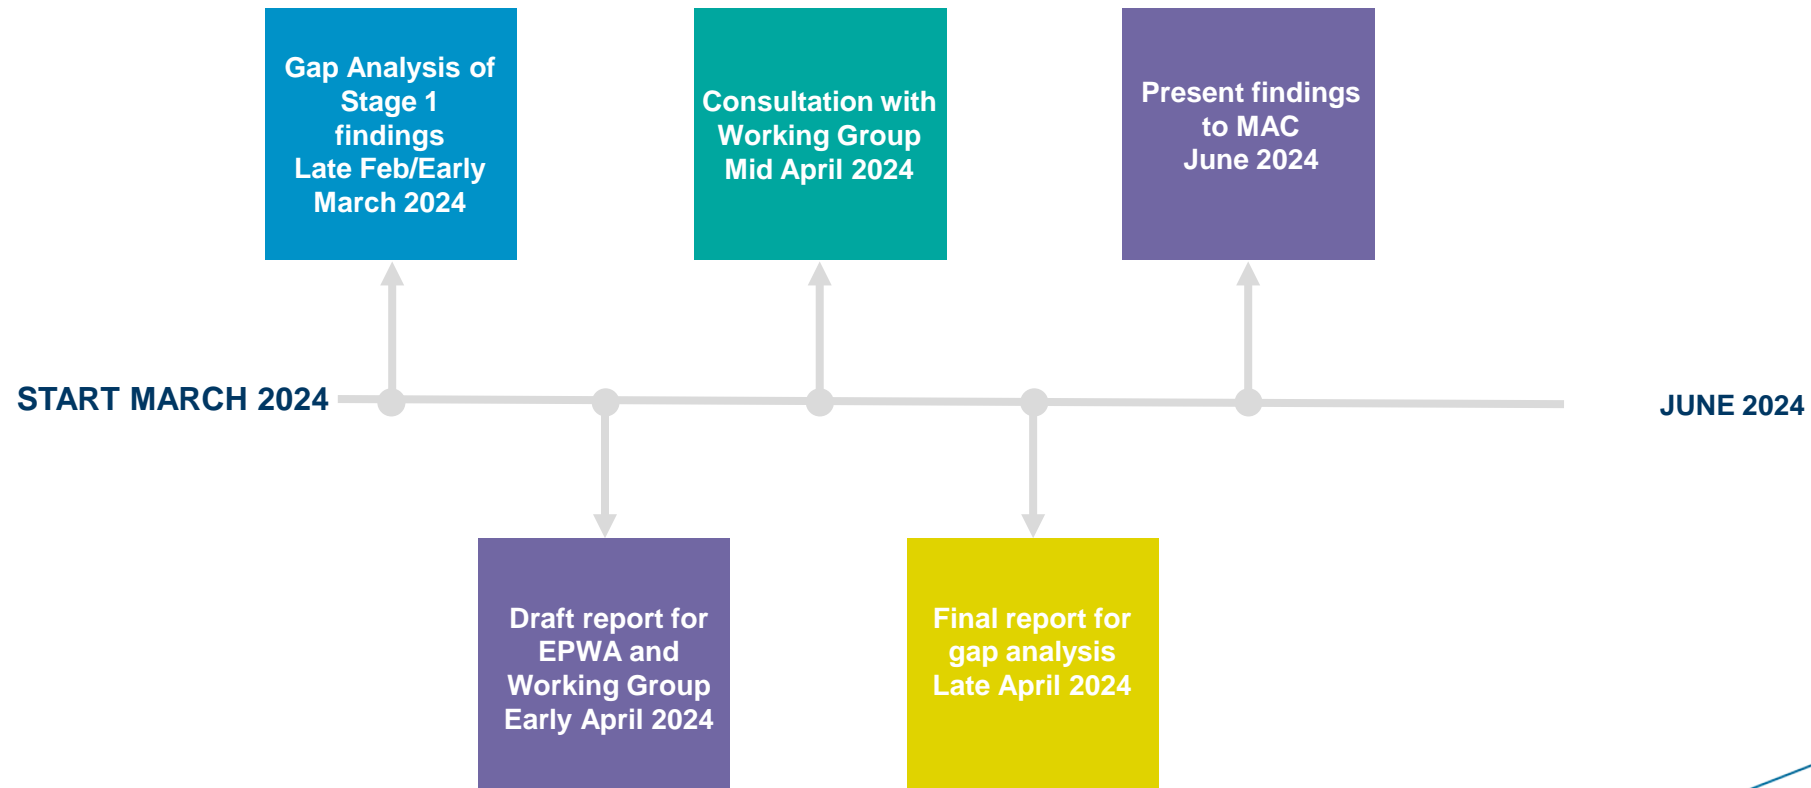 Gap Analysis of
Stage 1
findings
Late Feb/Early
March 2024
Consultation with
Working Group
Mid April 2024
Present findings
to MAC
June 2024
START MARCH 2024
JUNE 2024
Draft report for
EPWA and
Working Group
Early April 2024
Final report for
gap analysis
Late April 2024